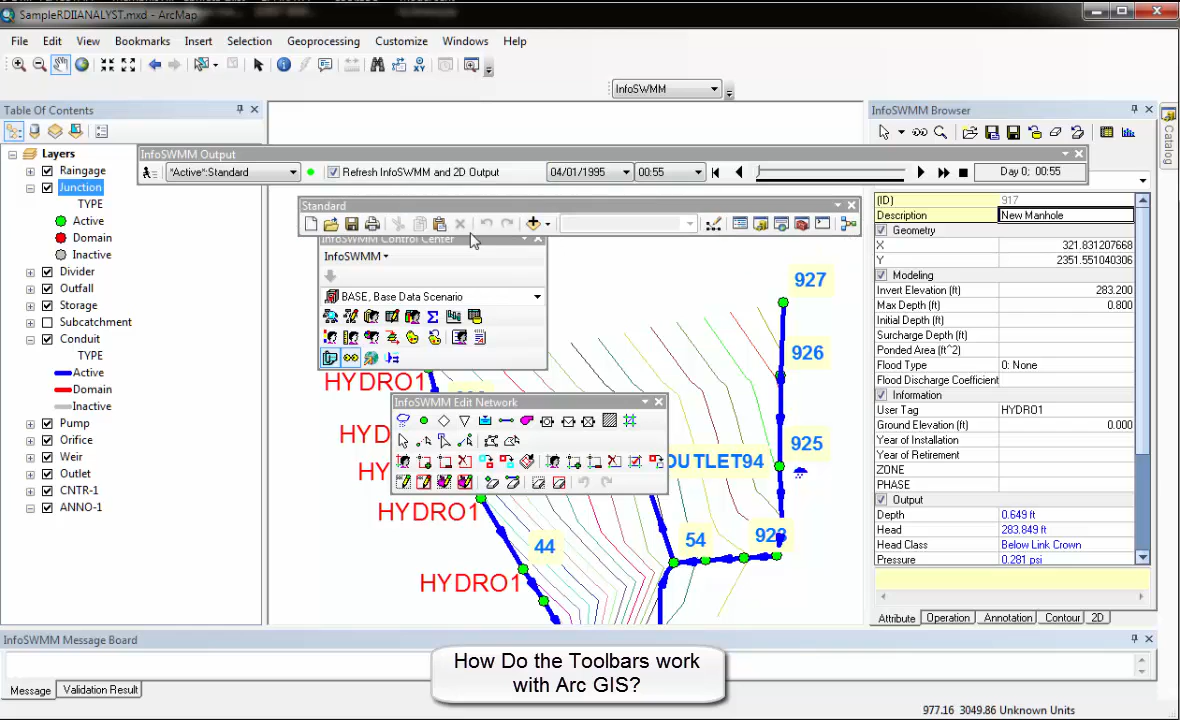 SampleRDIIANALYST.mxd - ArcMap
File Edit View Bookmarks Insert Selection Geoprocessing Customize Windows Help
InfoSWMM
Table Of Contents
InfoSWMM Browser
Catalog
Layers
Raingage
Junction
TYPE
Active
Domain
Inactive
Divider
Outfall
Storage
Subcatchment
Conduit
TYPE
Active
Domain
Inactive
Pump
Orifice
Weir
Outlet
CNTR-1
ANNO-1
InfoSWMM Output
"Active":Standard Refresh InfoSWMM and 2D Output 04/01/1995 00:55 Day 0; 00:55
Standard
InfoSWMM Control Center
InfoSWMM
BASE, Base Data Scenario
HYDRO1
InfoSWMM Edit Network
HYD
HY
HYDRO1
HYDRO1
927
926
925
OUTLET94
54
44
(ID) 917
Description New Manhole
Geometry
X 321.831207668
Y 2351.551040306
Modeling
Invert Elevation (ft) 283.200
Max Depth (ft) 0.800
Initial Depth (ft)
Surcharge Depth (ft)
Ponded Area (ft^2)
Flood Type 0: None
Flood Discharge Coefficient
Information
User Tag HYDRO1
Ground Elevation (ft) 0.000
Year of Installation
Year of Retirement
ZONE
PHASE
Output
Depth 0.649 ft
Head 283.849 ft
Head Class Below Link Crown
Pressure 0.281 psi
Attribute Operation Annotation Contour 2D
InfoSWMM Message Board
Message Validation Result
How Do the Toolbars work
with Arc GIS?
977.16 3049.86 Unknown Units